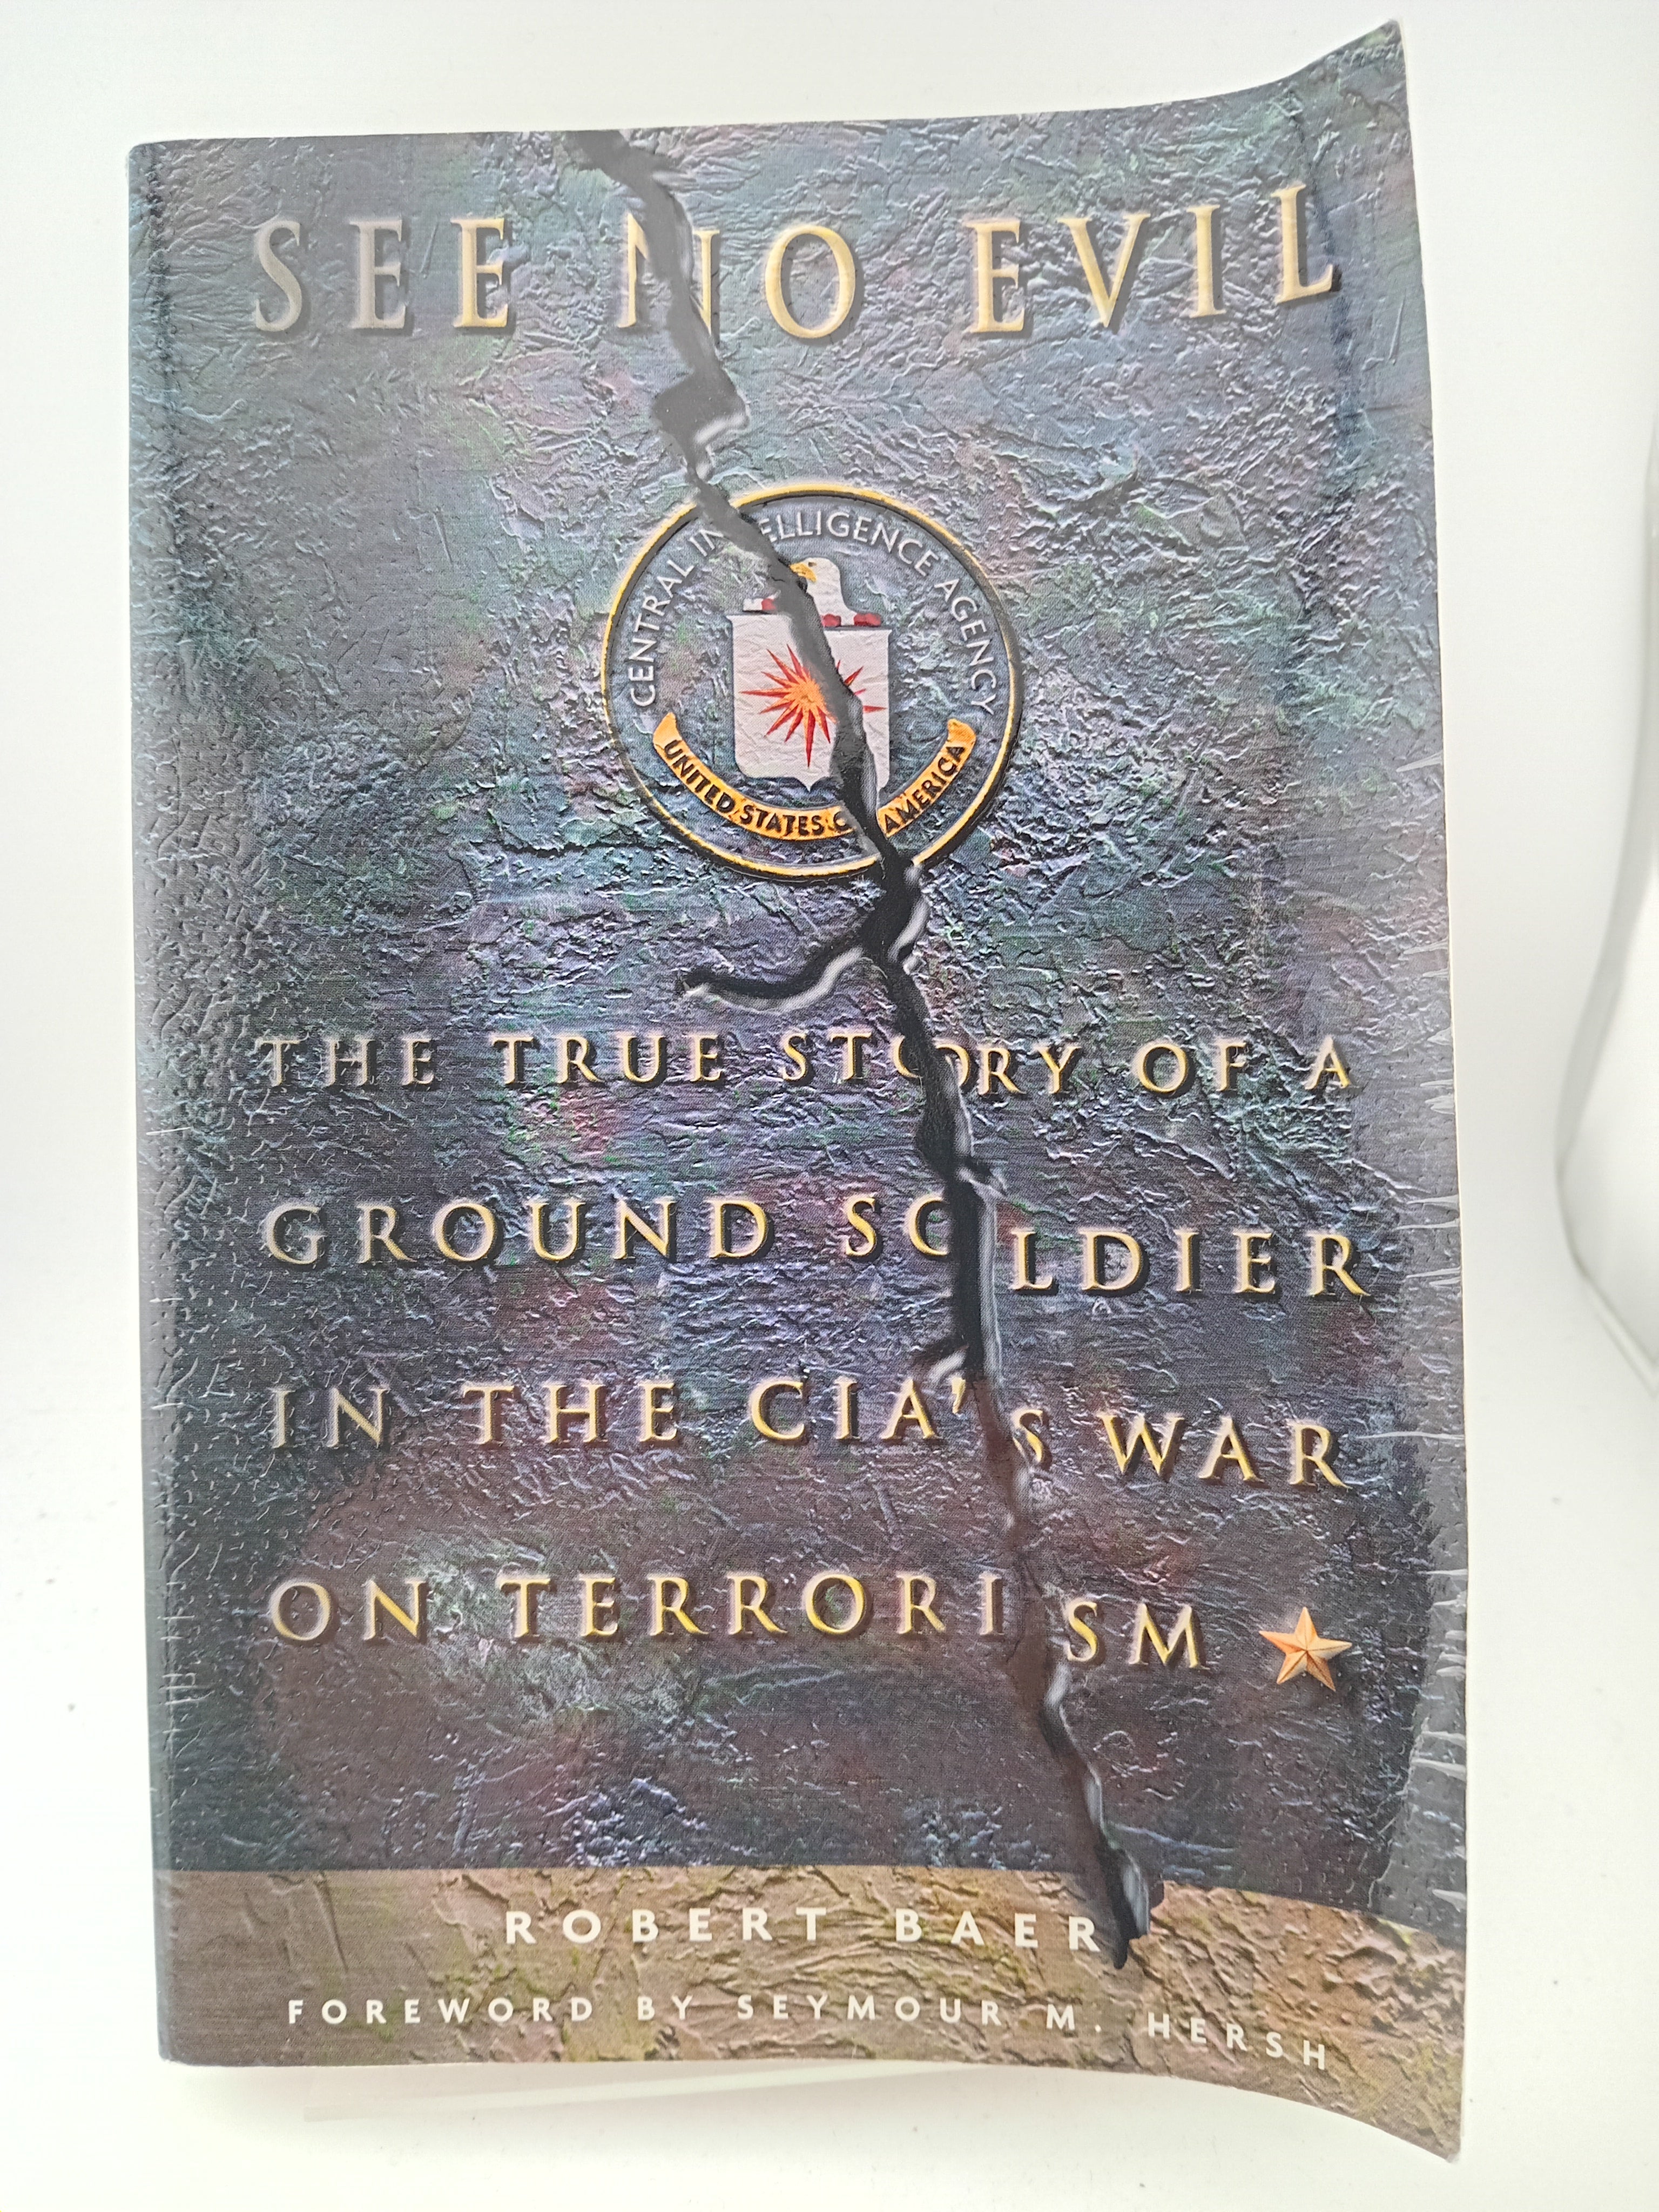 SEE NO EVIL
CENTRAL INTELLIGENCE AGENCY
UNITED STATES OF AMERICA
THE TRUE STORY OF A
GROUND SOLDIER
IN THE CIA'S WAR
ON TERRORISM
ROBERT BAER
FOREWORD BY SEYMOUR M. HERSH